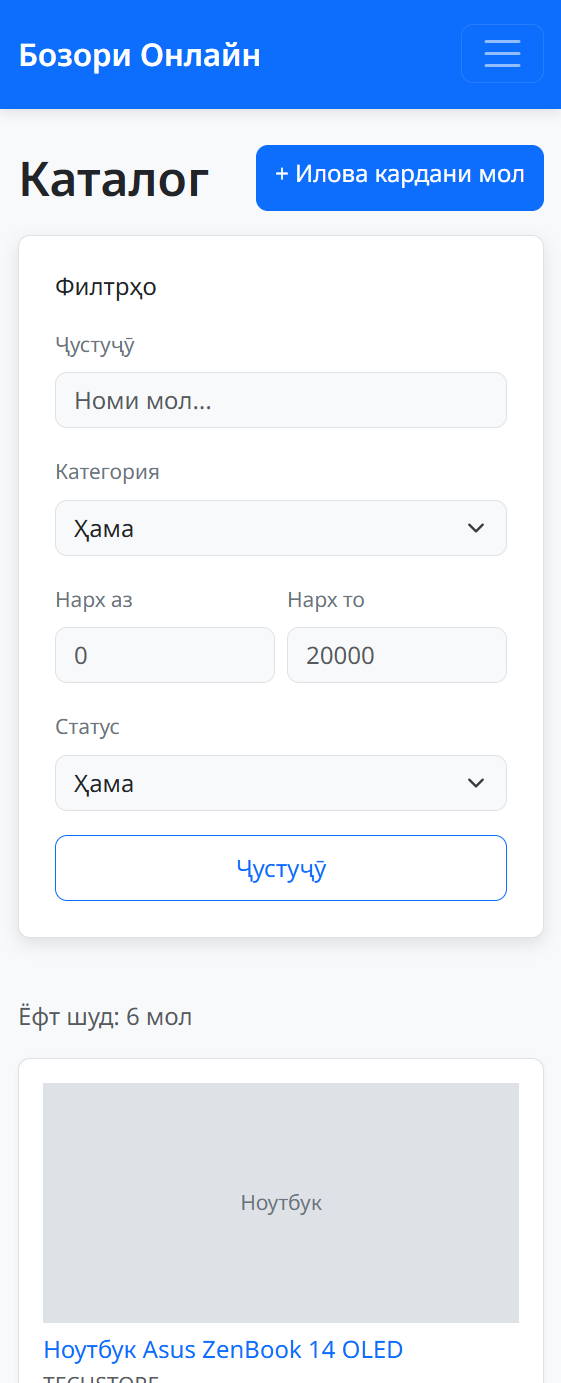 Бозори Онлайн
Каталог
+ Илова кардани мол
Филтрҳо
Ҷустуҷӯ
Номи мол...
Категория
Ҳама
Нарх аз
Нарх то
0
20000
Статус
Ҳама
Ҷустуҷӯ
Ёфт шуд: 6 мол
Ноутбук
Ноутбук Asus ZenBook 14 OLED
TECHSTORE